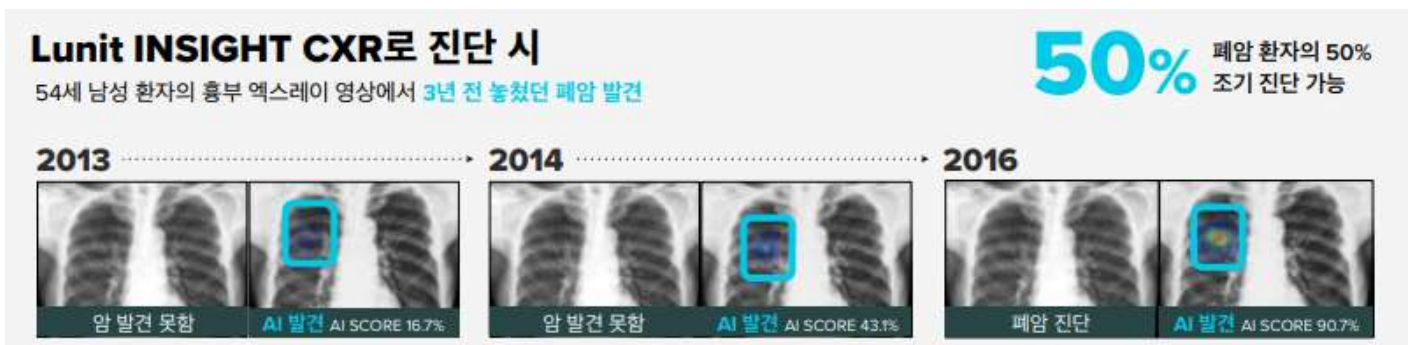 Lunit INSIGHT CXR로 진단 시
54세 남성 환자의 흉부 엑스레이 영상에서 3년 전 놓쳤던 폐암 발견
50% 폐암 환자의 50%
조기 진단 가능
2013
암 발견 못함
AI 발견 AI SCORE 16.7%
2014
암 발견 못함
AI 발견 AI SCORE 43.1%
2016
폐암 진단
AI 발견 AI SCORE 90.7%